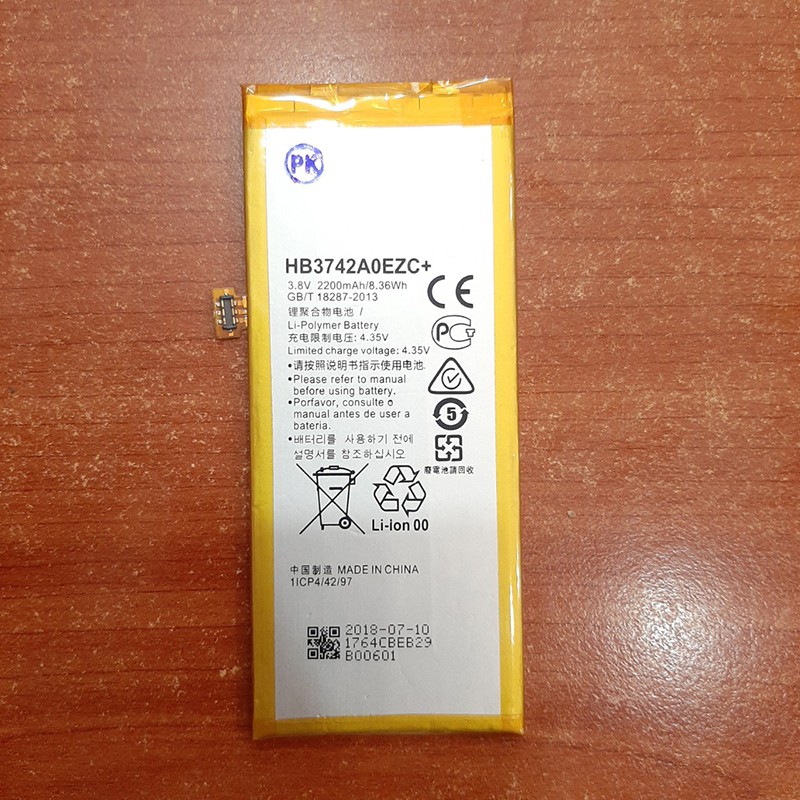 PK
HB3742A0EZC+
3.8V 2200mAh/8.36Wh
GB/T 18287-2013
锂聚合物电池 /
Li-Polymer Battery
充电限制电压: 4.35V
Limited charge voltage: 4.35V
•请按照说明书指示使用电池.
•Please refer to manual
before using battery.
•Porfavor, consulte ó
manual antes de user a
bateria.
•배터리를 사용하기 전에
설명서를 참조하십시오
CE
PCT
5
廢電池請回收
Li-ion 00
中国制造 MADE IN CHINA
1ICP4/42/97
2018-07-10
1764CBEB29
B00601